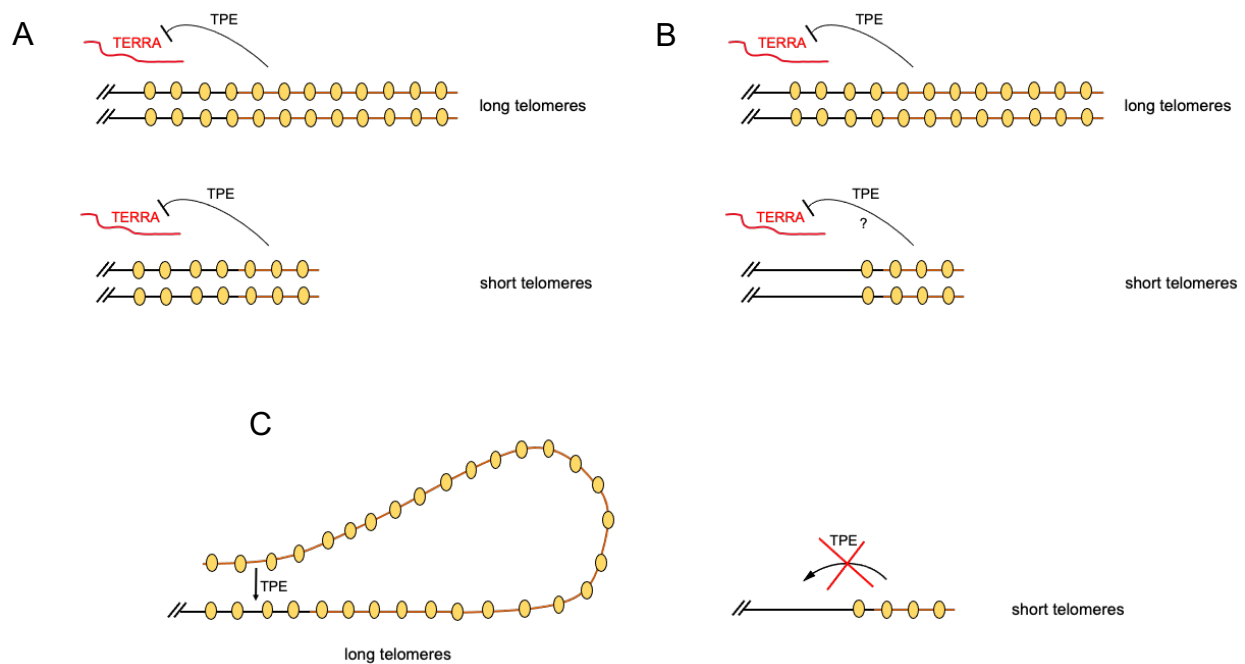 A
TPE
TERRA
long telomeres
TPE
TERRA
short telomeres
B
TPE
TERRA
long telomeres
TPE
?
TERRA
short telomeres
C
TPE
long telomeres
TPE
short telomeres